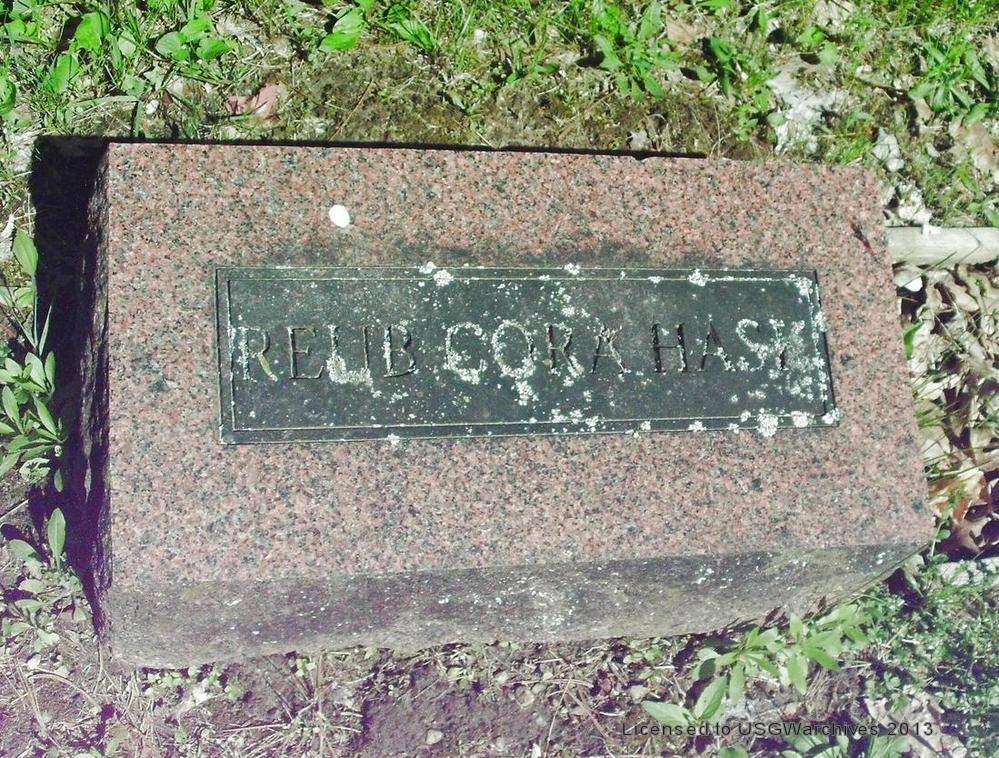 REUB CORA HASK
Licensed to USGWarchives 2013